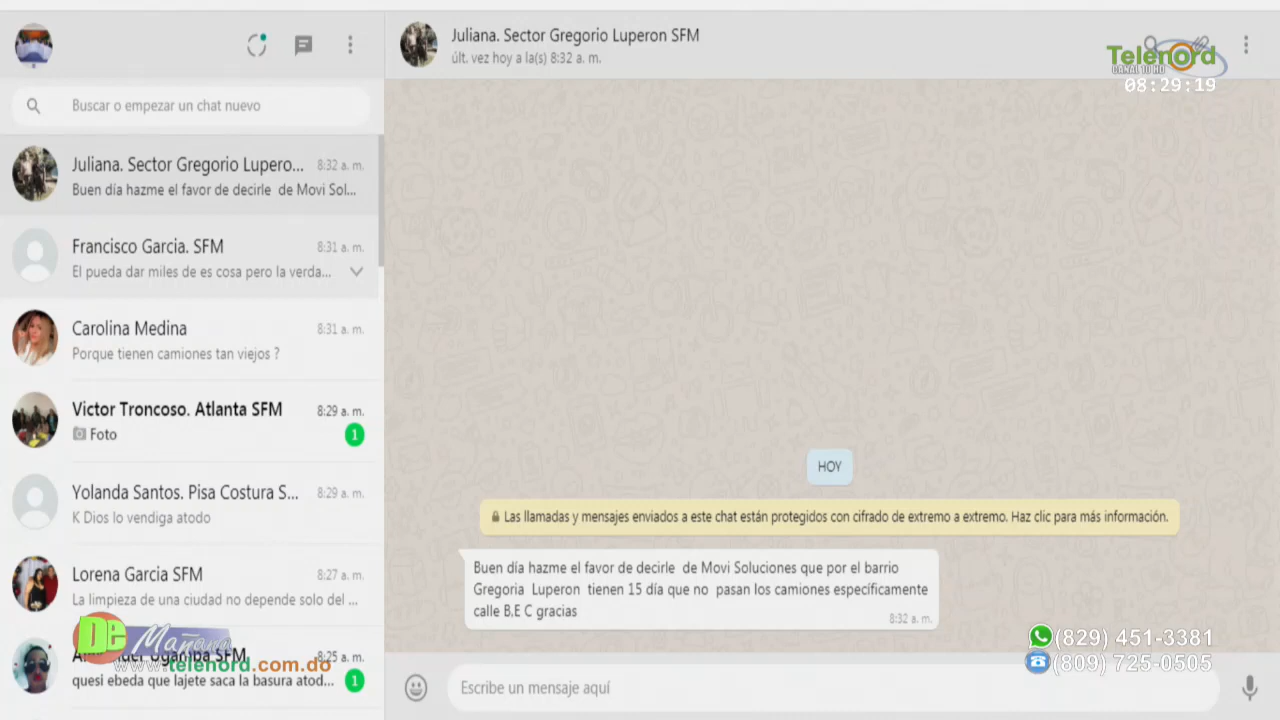 Juliana. Sector Gregorio Luperon SFM
últ. vez hoy a la(s) 8:32 a. m.
Telenord
CANAL 10 HD
08:29:19
Buscar o empezar un chat nuevo
Juliana. Sector Gregorio Lupero... 8:32 a. m.
Buen día hazme el favor de decirle de Movi Sol...
Francisco Garcia. SFM 8:31 a. m.
El pueda dar miles de es cosa pero la verda...
Carolina Medina 8:31 a. m.
Porque tienen camiones tan viejos ?
Victor Troncoso. Atlanta SFM 8:29 a. m.
Foto 1
Yolanda Santos. Pisa Costura S... 8:29 a. m.
K Dios lo vendiga atodo
Lorena Garcia SFM 8:27 a. m.
La limpieza de una ciudad no depende solo del ...
SFM 8:25 a. m.
quesi ebeda que lajete saca la basura atod... 1
De Mañana
www.telenord.com.do
HOY
Las llamadas y mensajes enviados a este chat están protegidos con cifrado de extremo a extremo. Haz clic para más información.
Buen día hazme el favor de decirle de Movi Soluciones que por el barrio
Gregoria Luperon tienen 15 día que no pasan los camiones específicamente
calle B,E C gracias
8:32 a. m.
(829) 451-3381
(809) 725-0505
Escribe un mensaje aquí